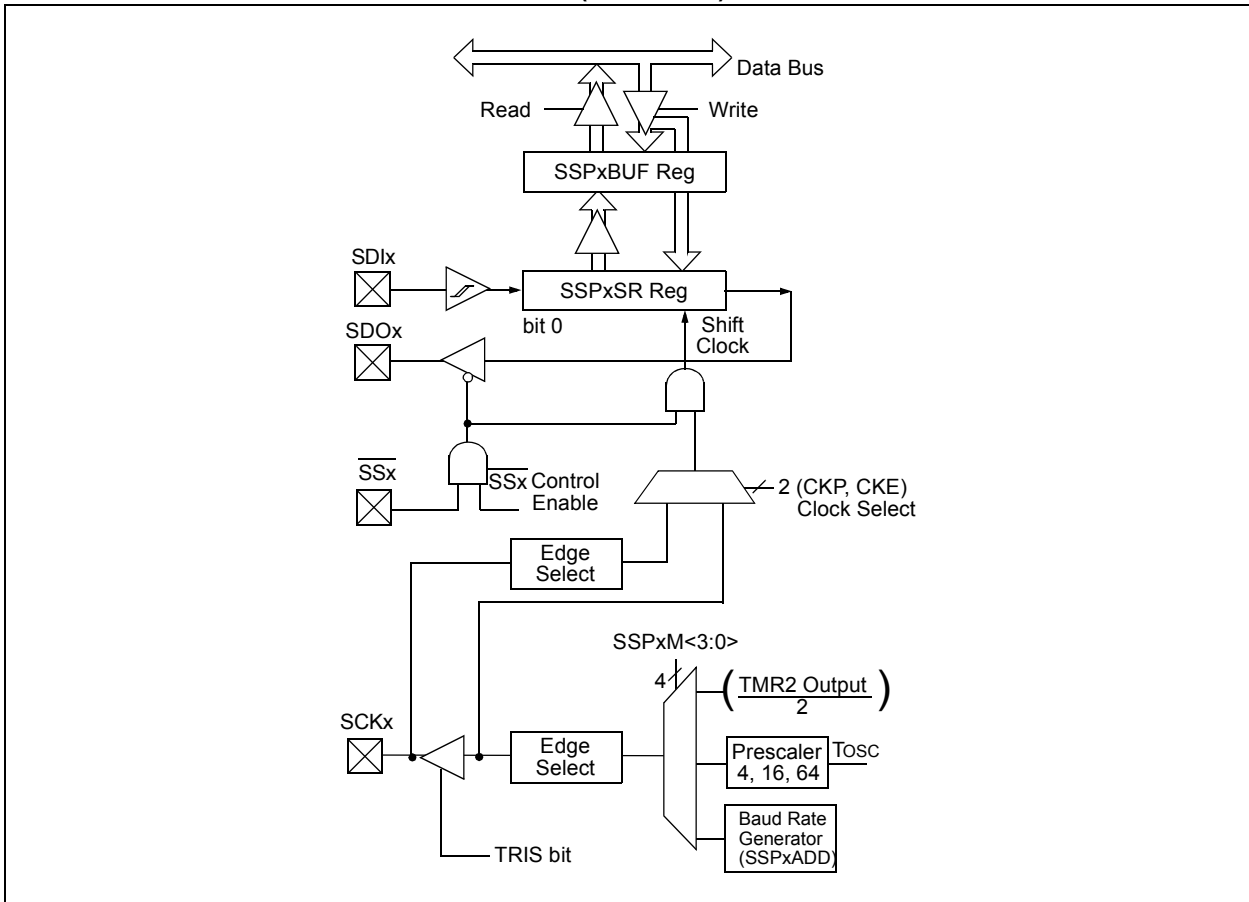 Data Bus
Read
Write
SSPxBUF Reg
SDIx
SSPxSR Reg
bit 0
Shift
Clock
SDOx
SSx
SSx Control
Enable
2 (CKP, CKE)
Clock Select
Edge
Select
SSPxM<3:0>
4
(TMR2 Output)
2
SCKx
Edge
Select
Prescaler
4, 16, 64
TOSC
Baud Rate
Generator
(SSPxADD)
TRIS bit